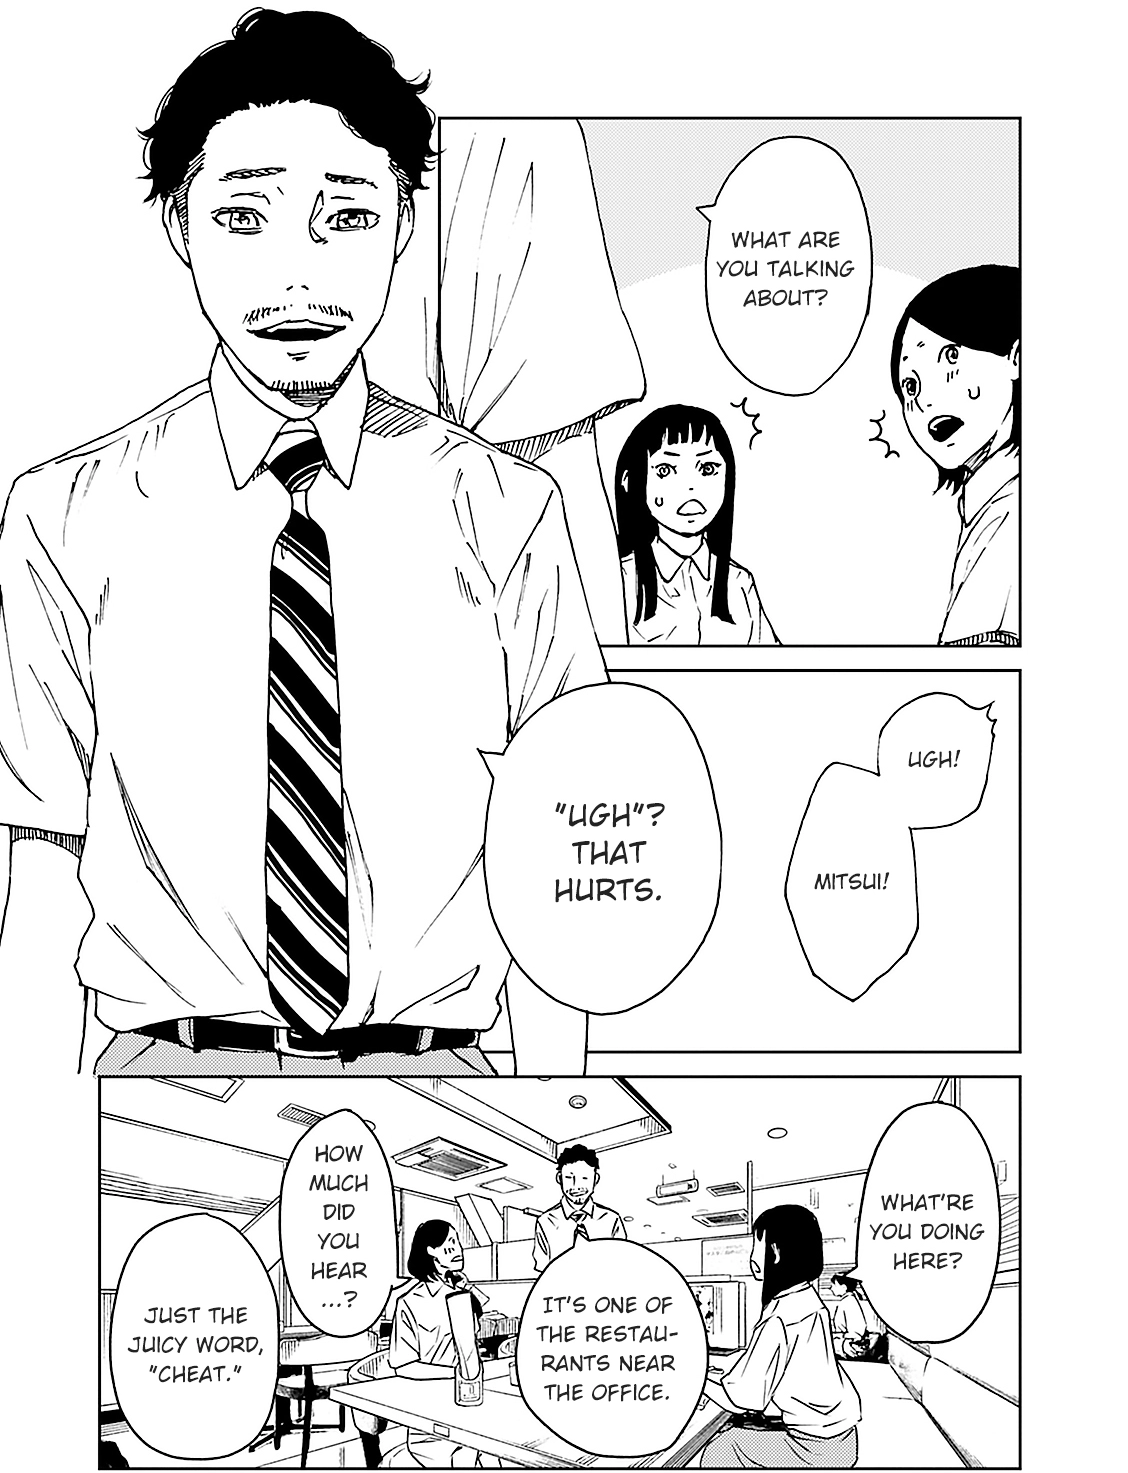 WHAT ARE
YOU TALKING
ABOUT?
UGH!
MITSUI!
"UGH"?
THAT
HURTS.
WHAT'RE
YOU DOING
HERE?
IT'S ONE OF
THE RESTAU-
RANTS NEAR
THE OFFICE.
HOW
MUCH
DID
YOU
HEAR
...?
JUST THE
JUICY WORD,
"CHEAT."